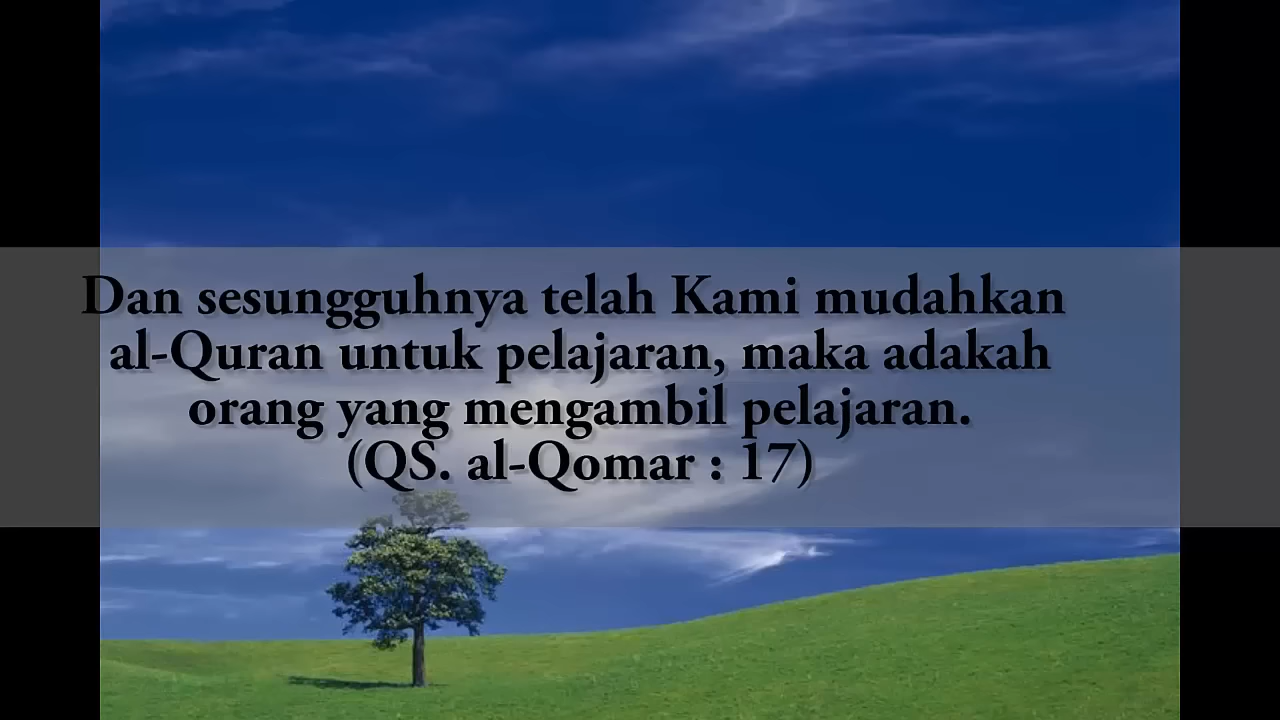 Dan sesungguhnya telah Kami mudahkan
al-Quran untuk pelajaran, maka adakah
orang yang mengambil pelajaran.
(QS. al-Qomar : 17)